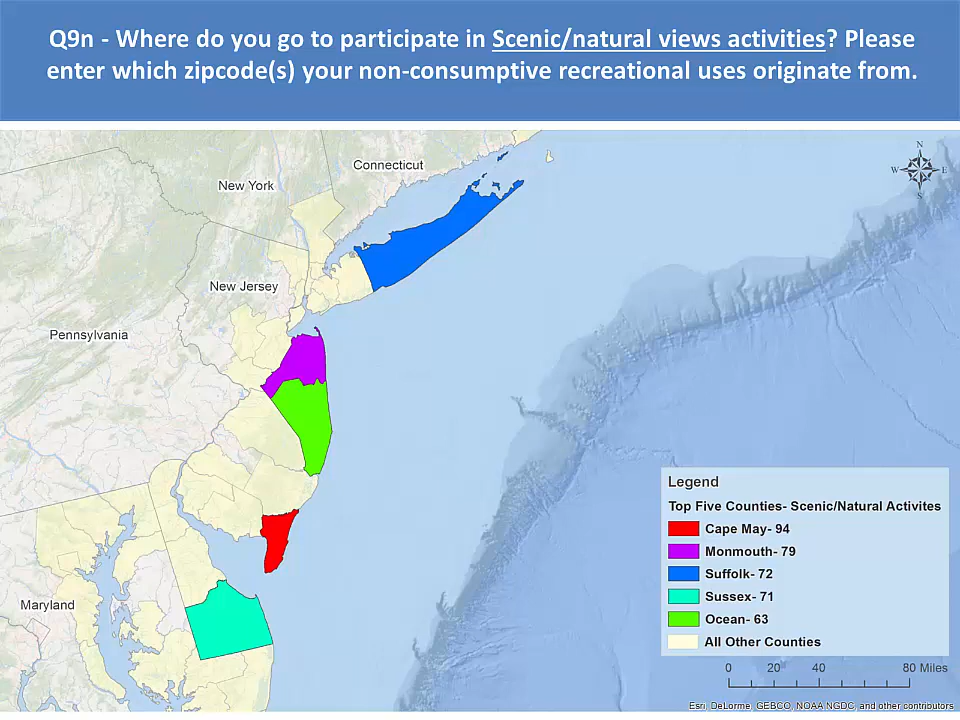 Q9n - Where do you go to participate in Scenic/natural views activities? Please
enter which zipcode(s) your non-consumptive recreational uses originate from.
N
W
E
S
Connecticut
New York
New Jersey
Pennsylvania
Maryland
Legend
Top Five Counties- Scenic/Natural Activites
Cape May- 94
Monmouth- 79
Suffolk- 72
Sussex- 71
Ocean- 63
All Other Counties
0 20 40 80 Miles
Esri, DeLorme, GEBCO, NOAA NGDC, and other contributors